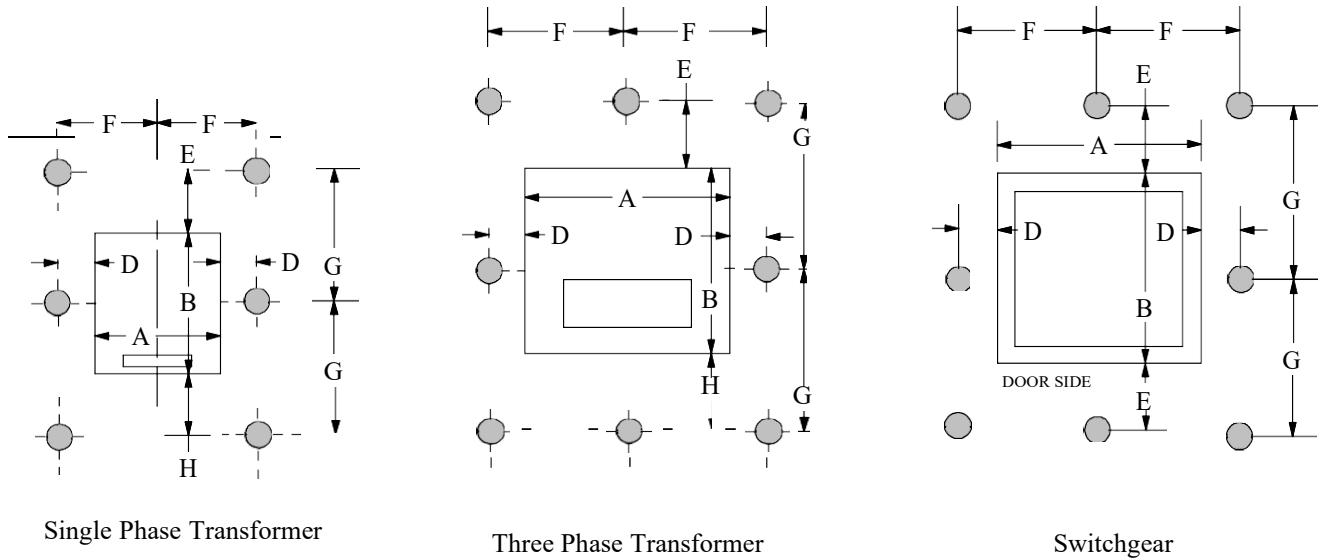 F F
E
D D
G
B
A
G
H
Single Phase Transformer
F F
E
G
A
D D
B
H
G
Three Phase Transformer
F F
E
A
G
D D
B
G
DOOR SIDE
E
Switchgear